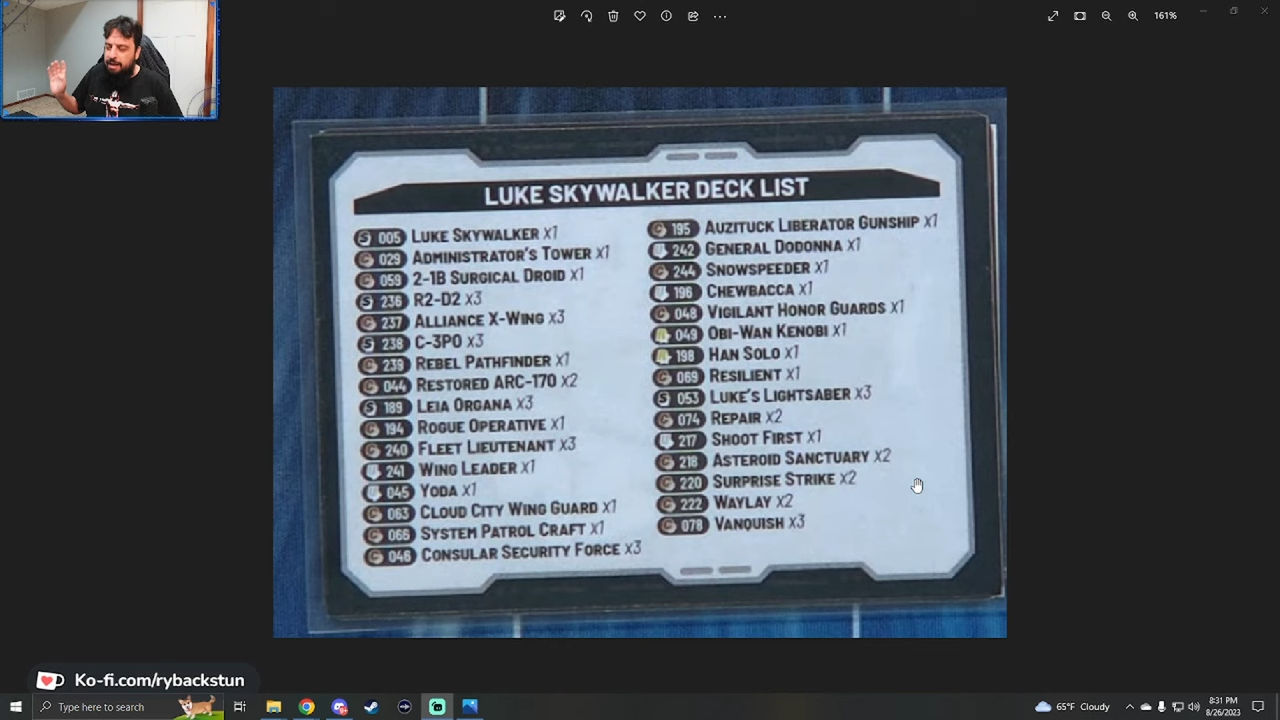 161%
LUKE SKYWALKER DECK LIST
S 005 LUKE SKYWALKER x1
C 029 ADMINISTRATOR'S TOWER x1
C 059 2-1B SURGICAL DROID x1
S 236 R2-D2 x3
C 237 ALLIANCE X-WING x3
S 238 C-3PO x3
C 239 REBEL PATHFINDER x1
C 044 RESTORED ARC-170 x2
S 189 LEIA ORGANA x3
C 194 ROGUE OPERATIVE x1
C 240 FLEET LIEUTENANT x3
U 241 WING LEADER x1
U 045 YODA x1
C 063 CLOUD CITY WING GUARD x1
C 066 SYSTEM PATROL CRAFT x1
C 046 CONSULAR SECURITY FORCE x3
C 195 AUZITUCK LIBERATOR GUNSHIP x1
U 242 GENERAL DODONNA x1
C 244 SNOWSPEEDER x1
U 196 CHEWBACCA x1
C 048 VIGILANT HONOR GUARDS x1
R 049 OBI-WAN KENOBI x1
R 198 HAN SOLO x1
C 069 RESILIENT x1
S 053 LUKE'S LIGHTSABER x3
C 074 REPAIR x2
U 217 SHOOT FIRST x1
C 218 ASTEROID SANCTUARY x2
C 220 SURPRISE STRIKE x2
C 222 WAYLAY x2
C 078 VANQUISH x3
Ko-fi.com/rybackstun
Type here to search
65°F Cloudy
8:31 PM
8/26/2023